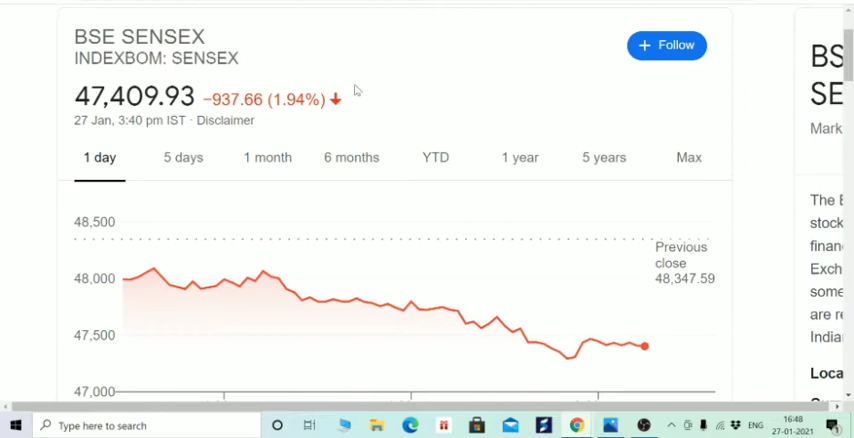 BSE SENSEX
INDEXBOM: SENSEX
+ Follow
47,409.93 −937.66 (1.94%)
27 Jan, 3:40 pm IST · Disclaimer
1 day 5 days 1 month 6 months YTD 1 year 5 years Max
48,500
Previous
close
48,347.59
48,000
47,500
47,000
BS
SE
Mark
The
stock
finan
Exch
some
are re
India
Loca
Type here to search
ENG
16:48
27-01-2021
1